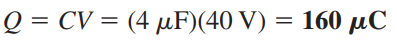 Q = CV = (4 μF)(40 V) = 160 μC